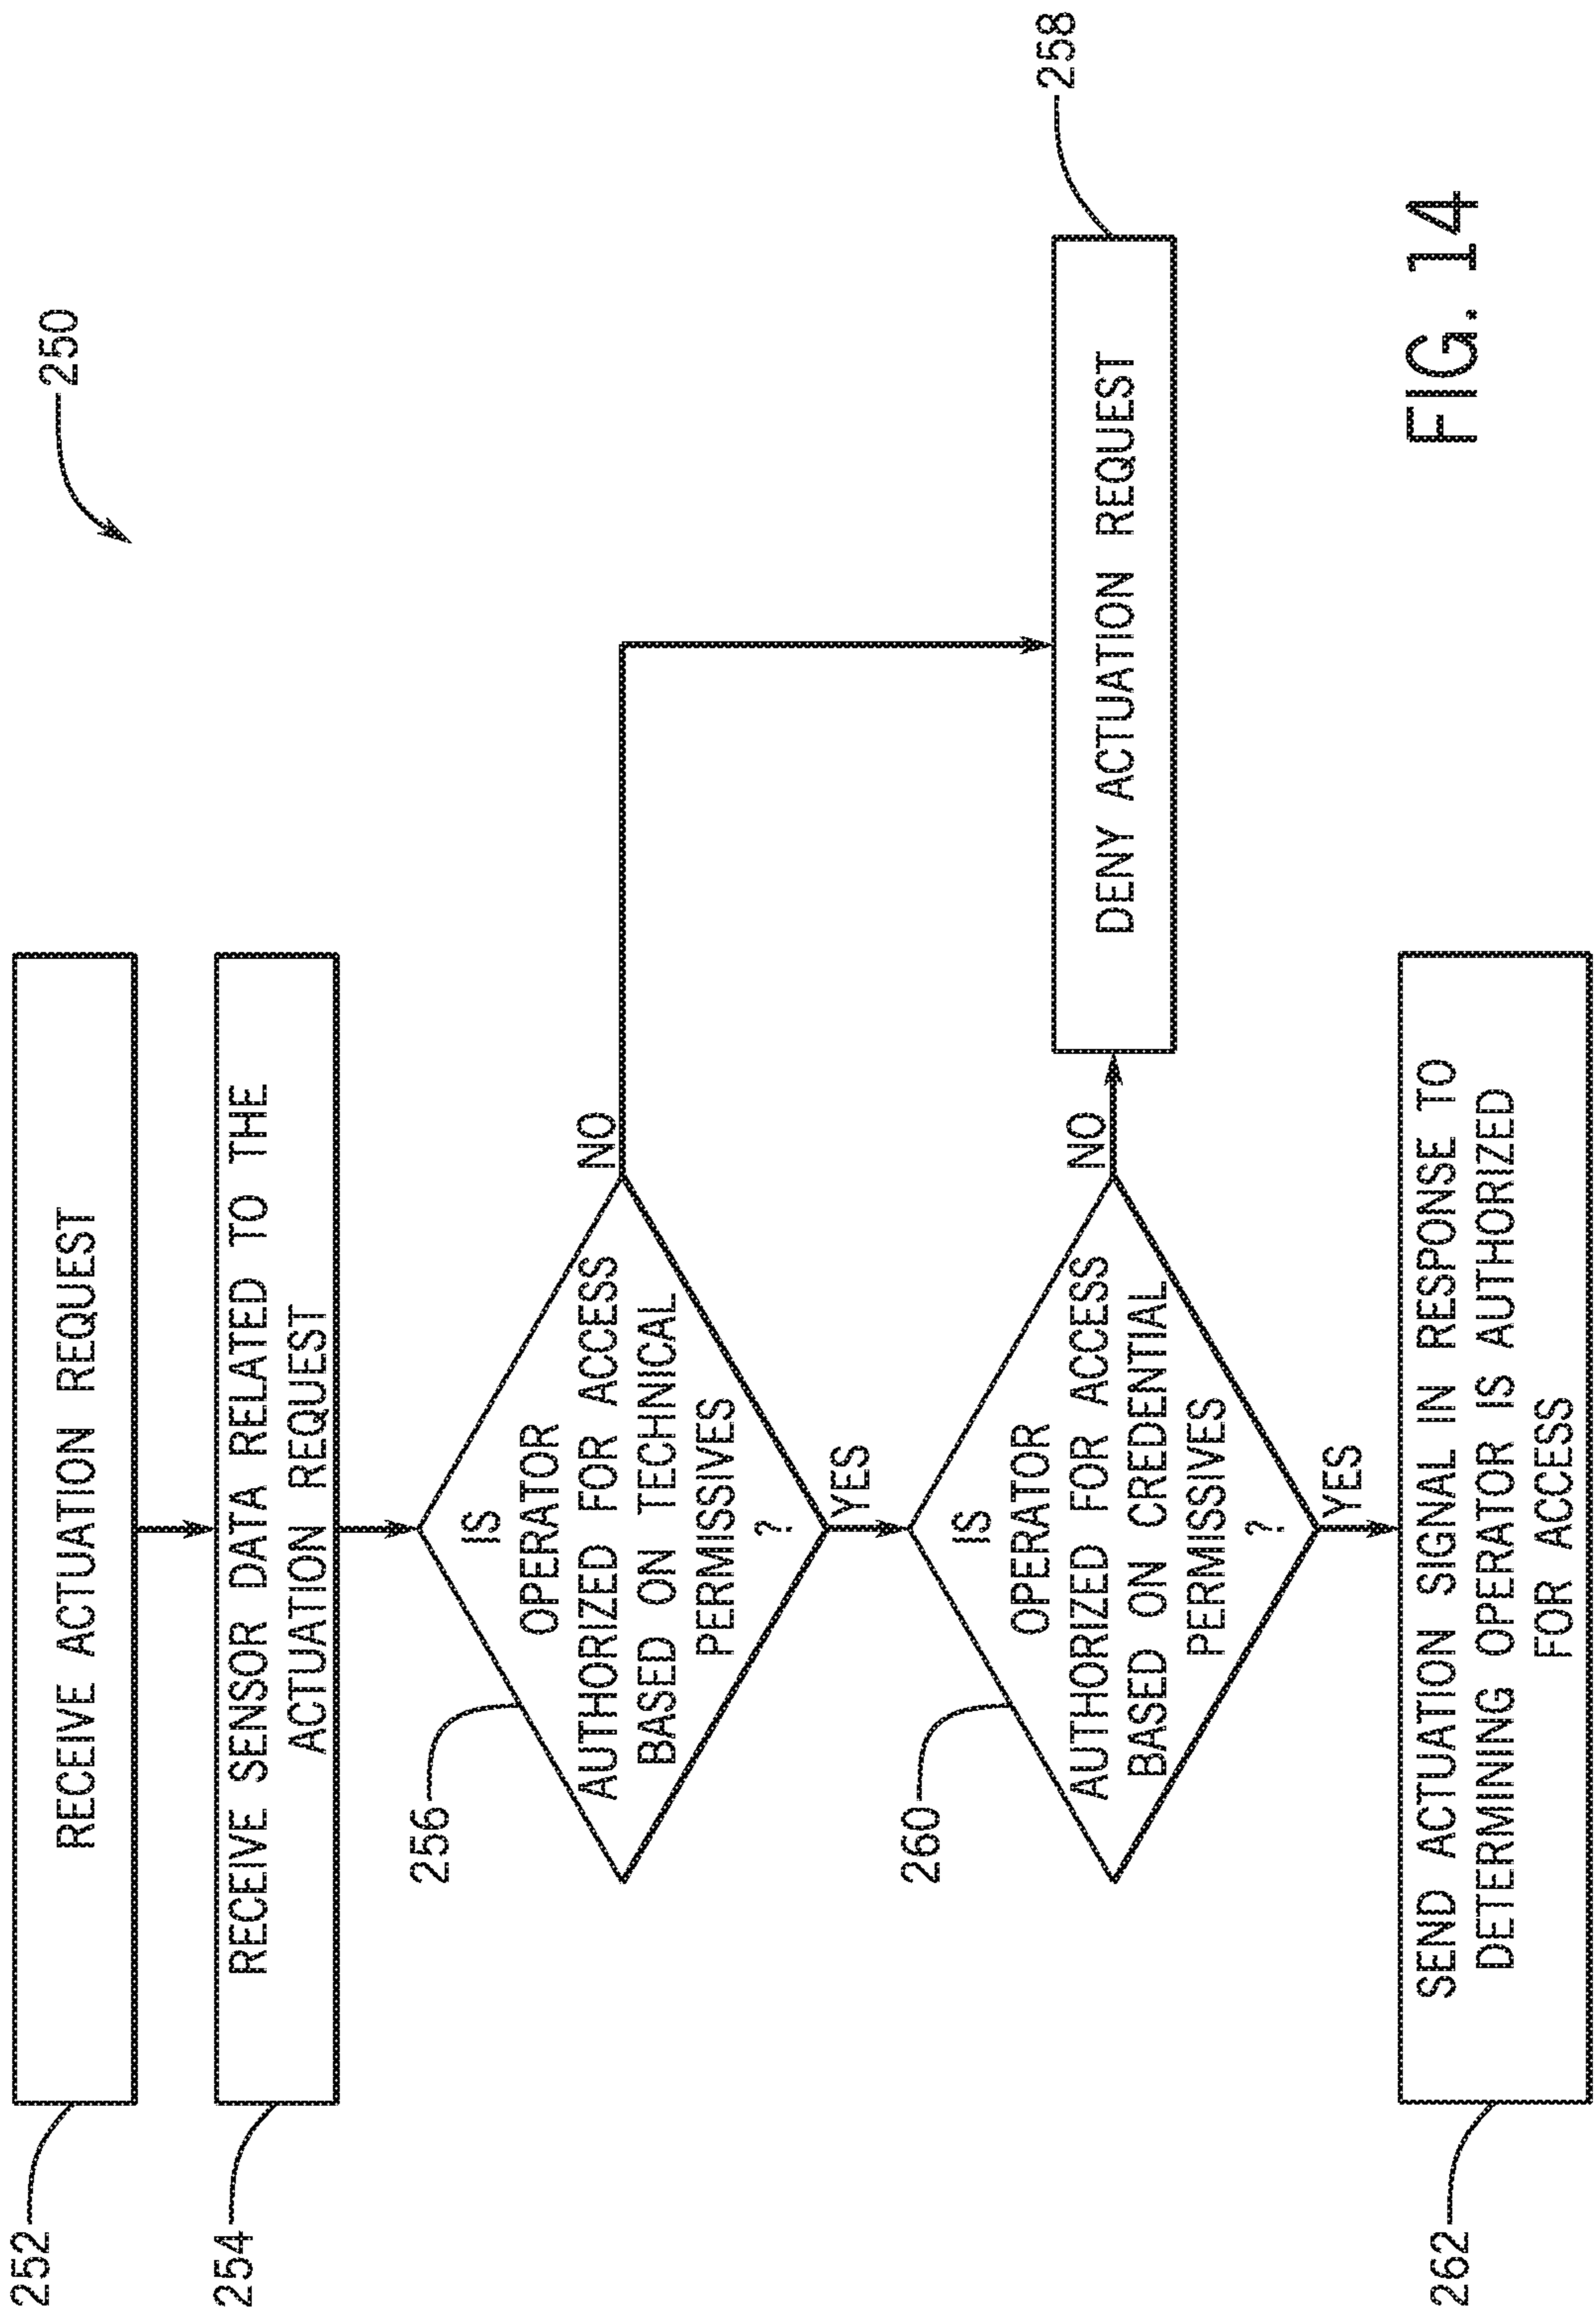 250
252
RECEIVE ACTUATION REQUEST
254
RECEIVE SENSOR DATA RELATED TO THE
ACTUATION REQUEST
256
IS
OPERATOR
AUTHORIZED FOR ACCESS
BASED ON TECHNICAL
PERMISSIVES
?
NO
YES
260
IS
OPERATOR
AUTHORIZED FOR ACCESS
BASED ON CREDENTIAL
PERMISSIVES
?
NO
258
DENY ACTUATION REQUEST
YES
262
SEND ACTUATION SIGNAL IN RESPONSE TO
DETERMINING OPERATOR IS AUTHORIZED
FOR ACCESS
FIG. 14